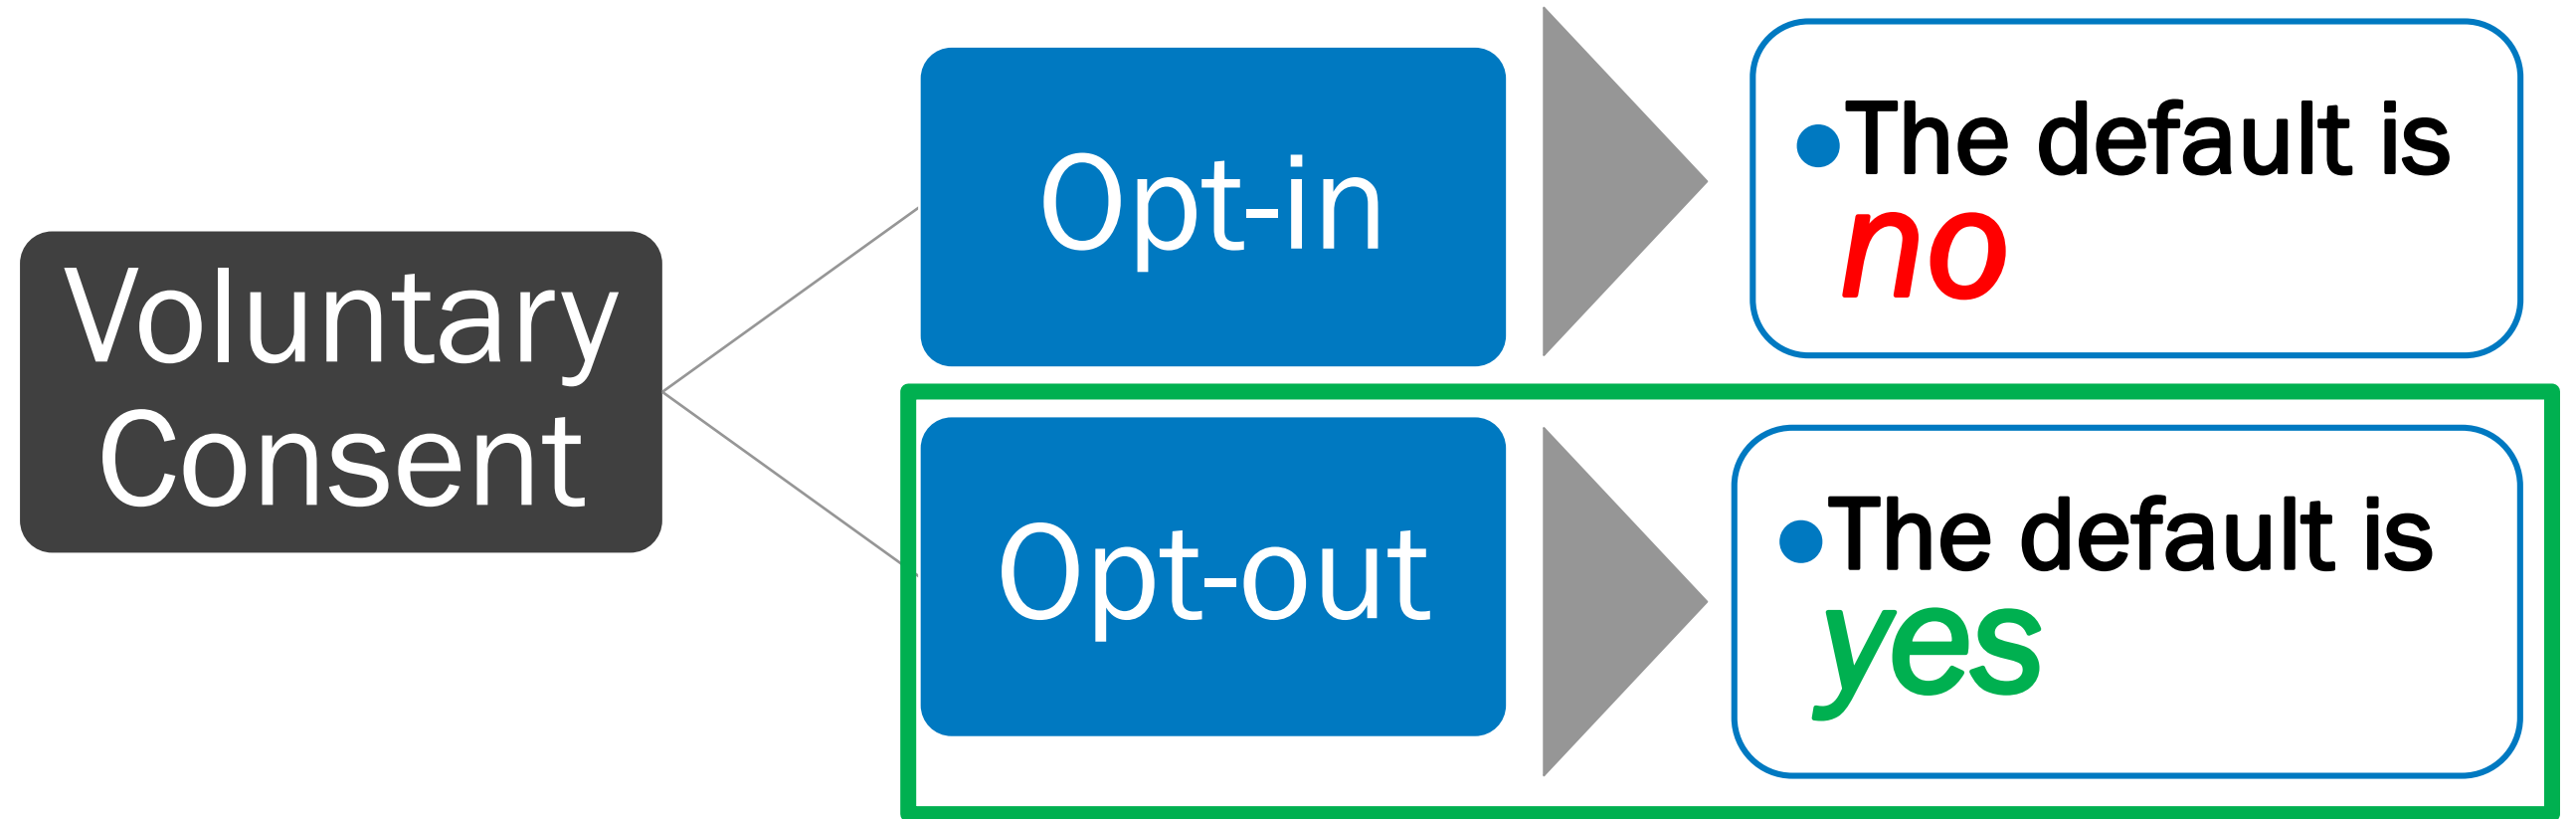 Voluntary
Consent
Opt-in
•The default is
no
Opt-out
•The default is
yes